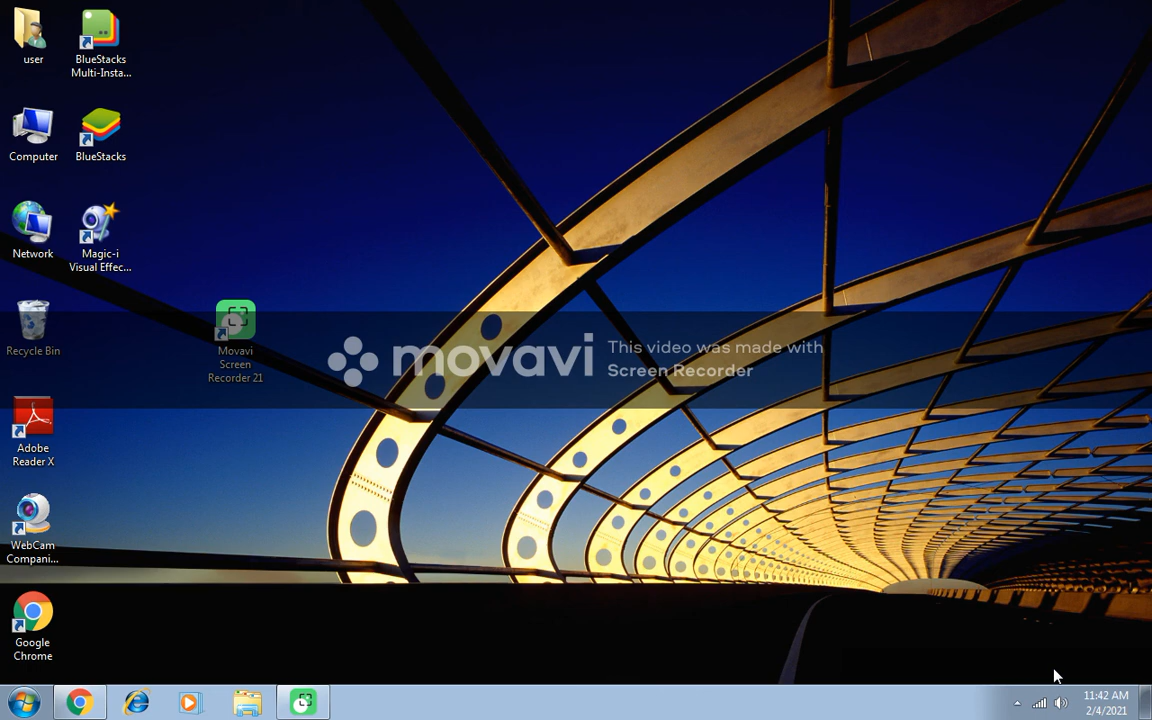 user
BlueStacks
Multi-Insta...
Computer
BlueStacks
Network
Magic-i
Visual Effec...
Recycle Bin
Movavi
Screen
Recorder 21
movavi
This video was made with
Screen Recorder
Adobe
Reader X
WebCam
Compani...
Google
Chrome
11:42 AM
2/4/2021